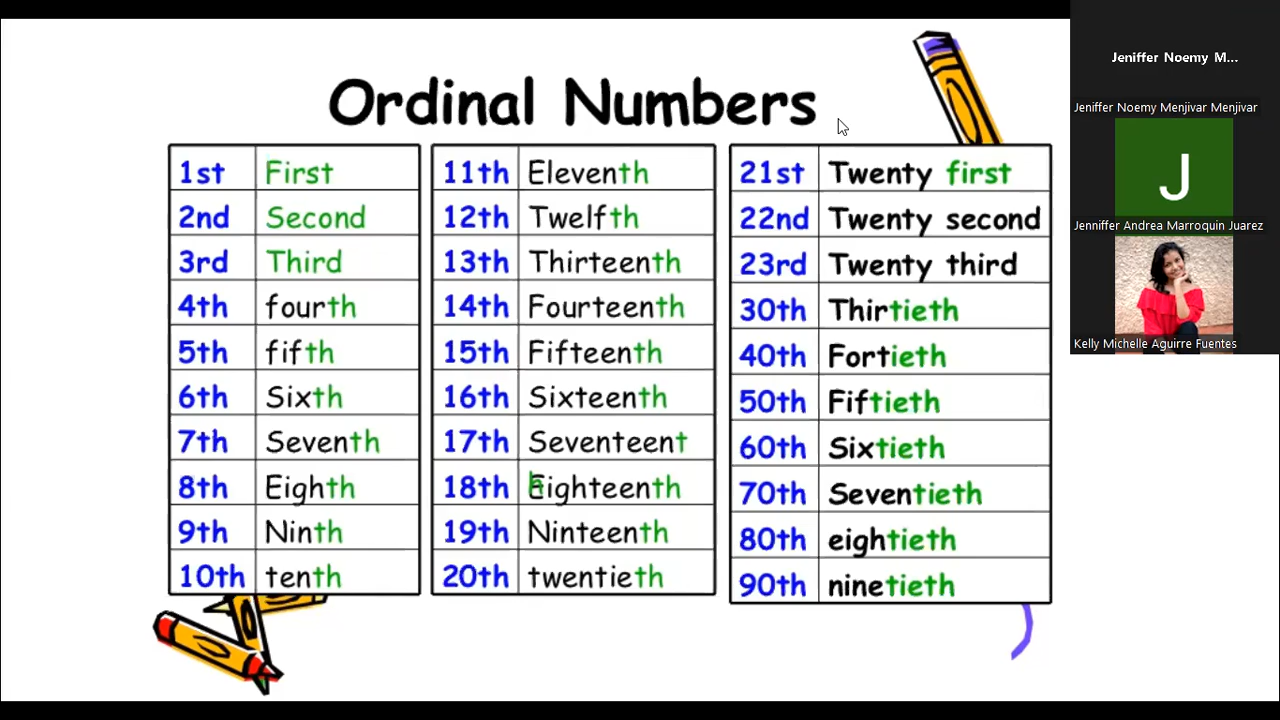 Ordinal Numbers
1st First
2nd Second
3rd Third
4th fourth
5th fifth
6th Sixth
7th Seventh
8th Eighth
9th Ninth
10th tenth
11th Eleventh
12th Twelfth
13th Thirteenth
14th Fourteenth
15th Fifteenth
16th Sixteenth
17th Seventeent
h
18th Eighteenth
19th Ninteenth
20th twentieth
21st Twenty first
22nd Twenty second
23rd Twenty third
30th Thirtieth
40th Fortieth
50th Fiftieth
60th Sixtieth
70th Seventieth
80th eightieth
90th ninetieth
Jeniffer Noemy M...
Jeniffer Noemy Menjivar Menjivar
J
Jenniffer Andrea Marroquin Juarez
Kelly Michelle Aguirre Fuentes